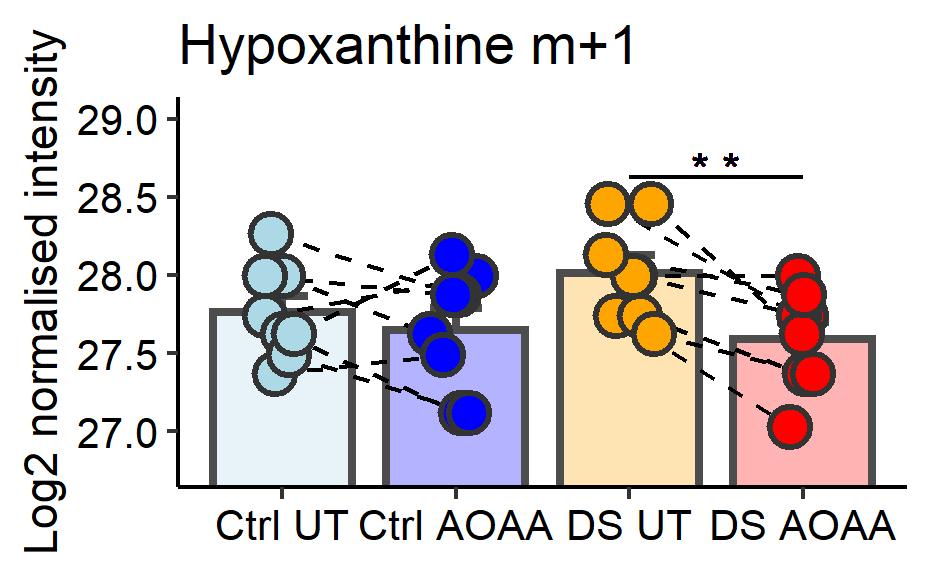 Hypoxanthine m+1
Log2 normalised intensity
29.0
28.5
28.0
27.5
27.0
**
Ctrl UT Ctrl AOAA DS UT DS AOAA